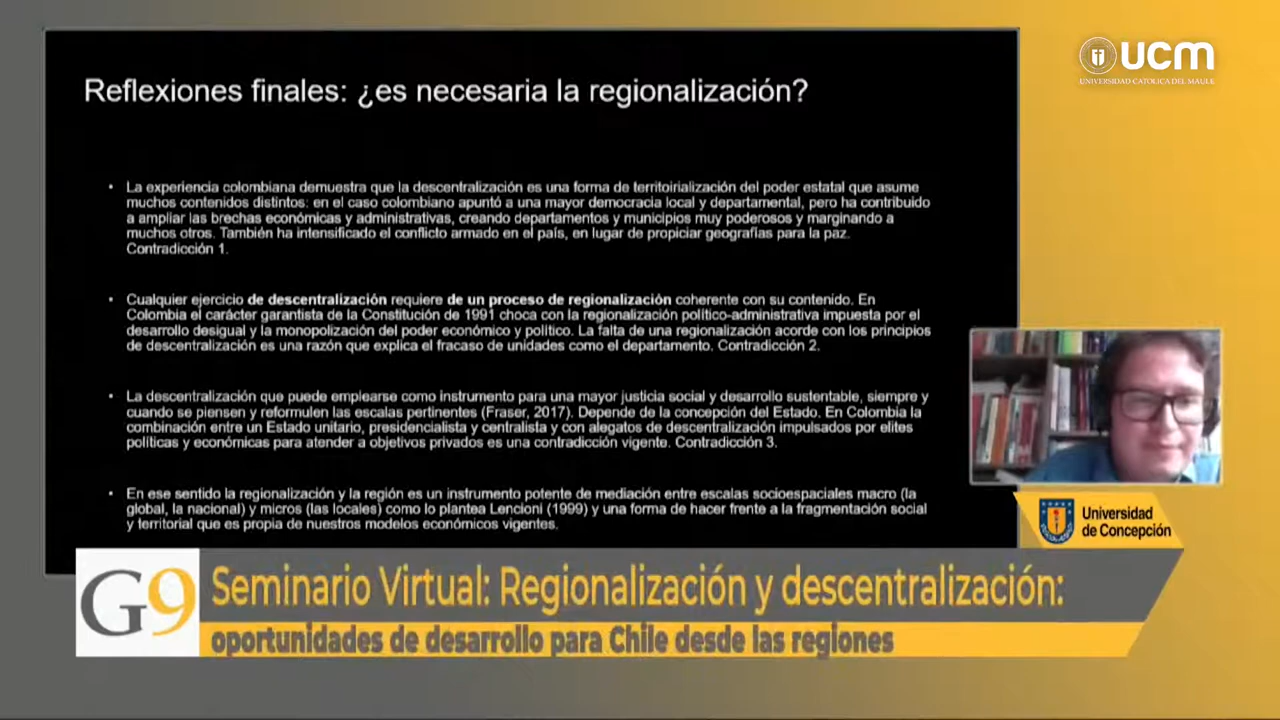 Reflexiones finales: ¿es necesaria la regionalización?
• La experiencia colombiana demuestra que la descentralización es una forma de territoirialización del poder estatal que asume
muchos contenidos distintos: en el caso colombiano apuntó a una mayor democracia local y departamental, pero ha contribuido
a ampliar las brechas económicas y administrativas, creando departamentos y municipios muy poderosos y marginando a
muchos otros. También ha intensificado el conflicto armado en el país, en lugar de propiciar geografías para la paz.
Contradicción 1.
• Cualquier ejercicio de descentralización requiere de un proceso de regionalización coherente con su contenido. En
Colombia el carácter garantista de la Constitución de 1991 choca con la regionalización político-administrativa impuesta por el
desarrollo desigual y la monopolización del poder económico y político. La falta de una regionalización acorde con los principios
de descentralización es una razón que explica el fracaso de unidades como el departamento. Contradicción 2.
• La descentralización que puede emplearse como instrumento para una mayor justicia social y desarrollo sustentable, siempre y
cuando se piensen y reformulen las escalas pertinentes (Fraser, 2017). Depende de la concepción del Estado. En Colombia la
combinación entre un Estado unitario, presidencialista y centralista y con alegatos de descentralización impulsados por elites
políticas y económicas para atender a objetivos privados es una contradicción vigente. Contradicción 3.
• En ese sentido la regionalización y la región es un instrumento potente de mediación entre escalas socioespaciales macro (la
global, la nacional) y micros (las locales) como lo plantea Lencioni (1999) y una forma de hacer frente a la fragmentación social
y territorial que es propia de nuestros modelos económicos vigentes.
UCM
UNIVERSIDAD CATOLICA DEL MAULE
Universidad
de Concepción
G9
Seminario Virtual: Regionalización y descentralización:
oportunidades de desarrollo para Chile desde las regiones